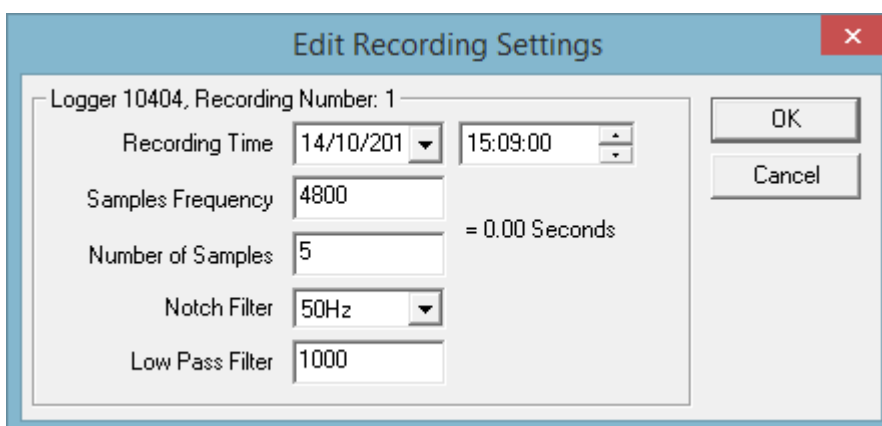 Edit Recording Settings
Logger 10404, Recording Number: 1
Recording Time 14/10/201 15:09:00
OK
Cancel
Samples Frequency 4800
= 0.00 Seconds
Number of Samples 5
Notch Filter 50Hz
Low Pass Filter 1000